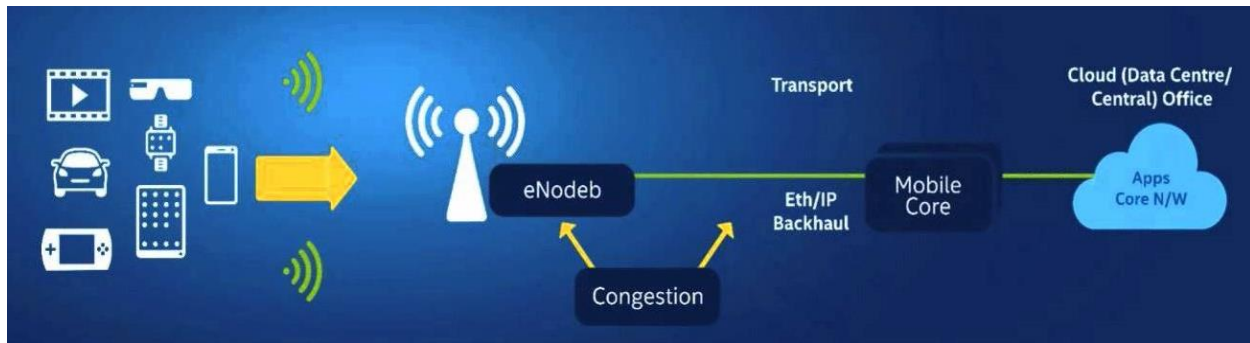 Transport
Cloud (Data Centre/
Central) Office
eNodeb
Eth/IP
Backhaul
Mobile
Core
Apps
Core N/W
Congestion